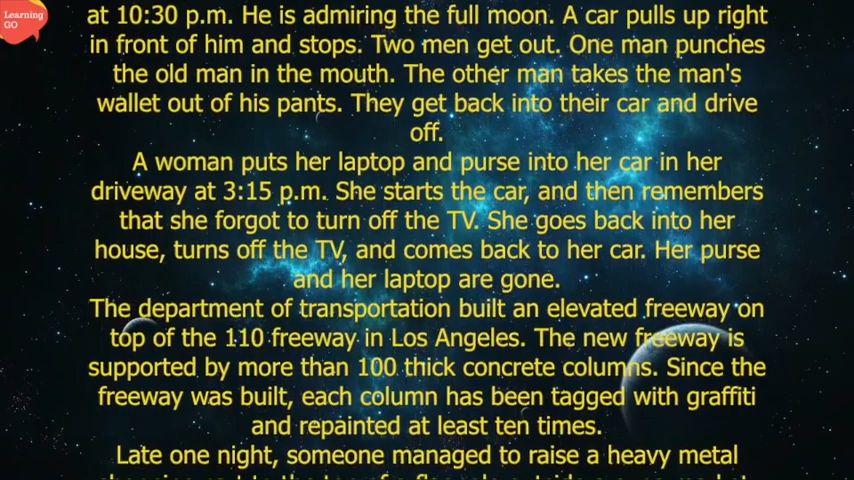 Learning
GO
at 10:30 p.m. He is admiring the full moon. A car pulls up right
in front of him and stops. Two men get out. One man punches
the old man in the mouth. The other man takes the man's
wallet out of his pants. They get back into their car and drive
off.
A woman puts her laptop and purse into her car in her
driveway at 3:15 p.m. She starts the car, and then remembers
that she forgot to turn off the TV. She goes back into her
house, turns off the TV, and comes back to her car. Her purse
and her laptop are gone.
The department of transportation built an elevated freeway on
top of the 110 freeway in Los Angeles. The new freeway is
supported by more than 100 thick concrete columns. Since the
freeway was built, each column has been tagged with graffiti
and repainted at least ten times.
Late one night, someone managed to raise a heavy metal